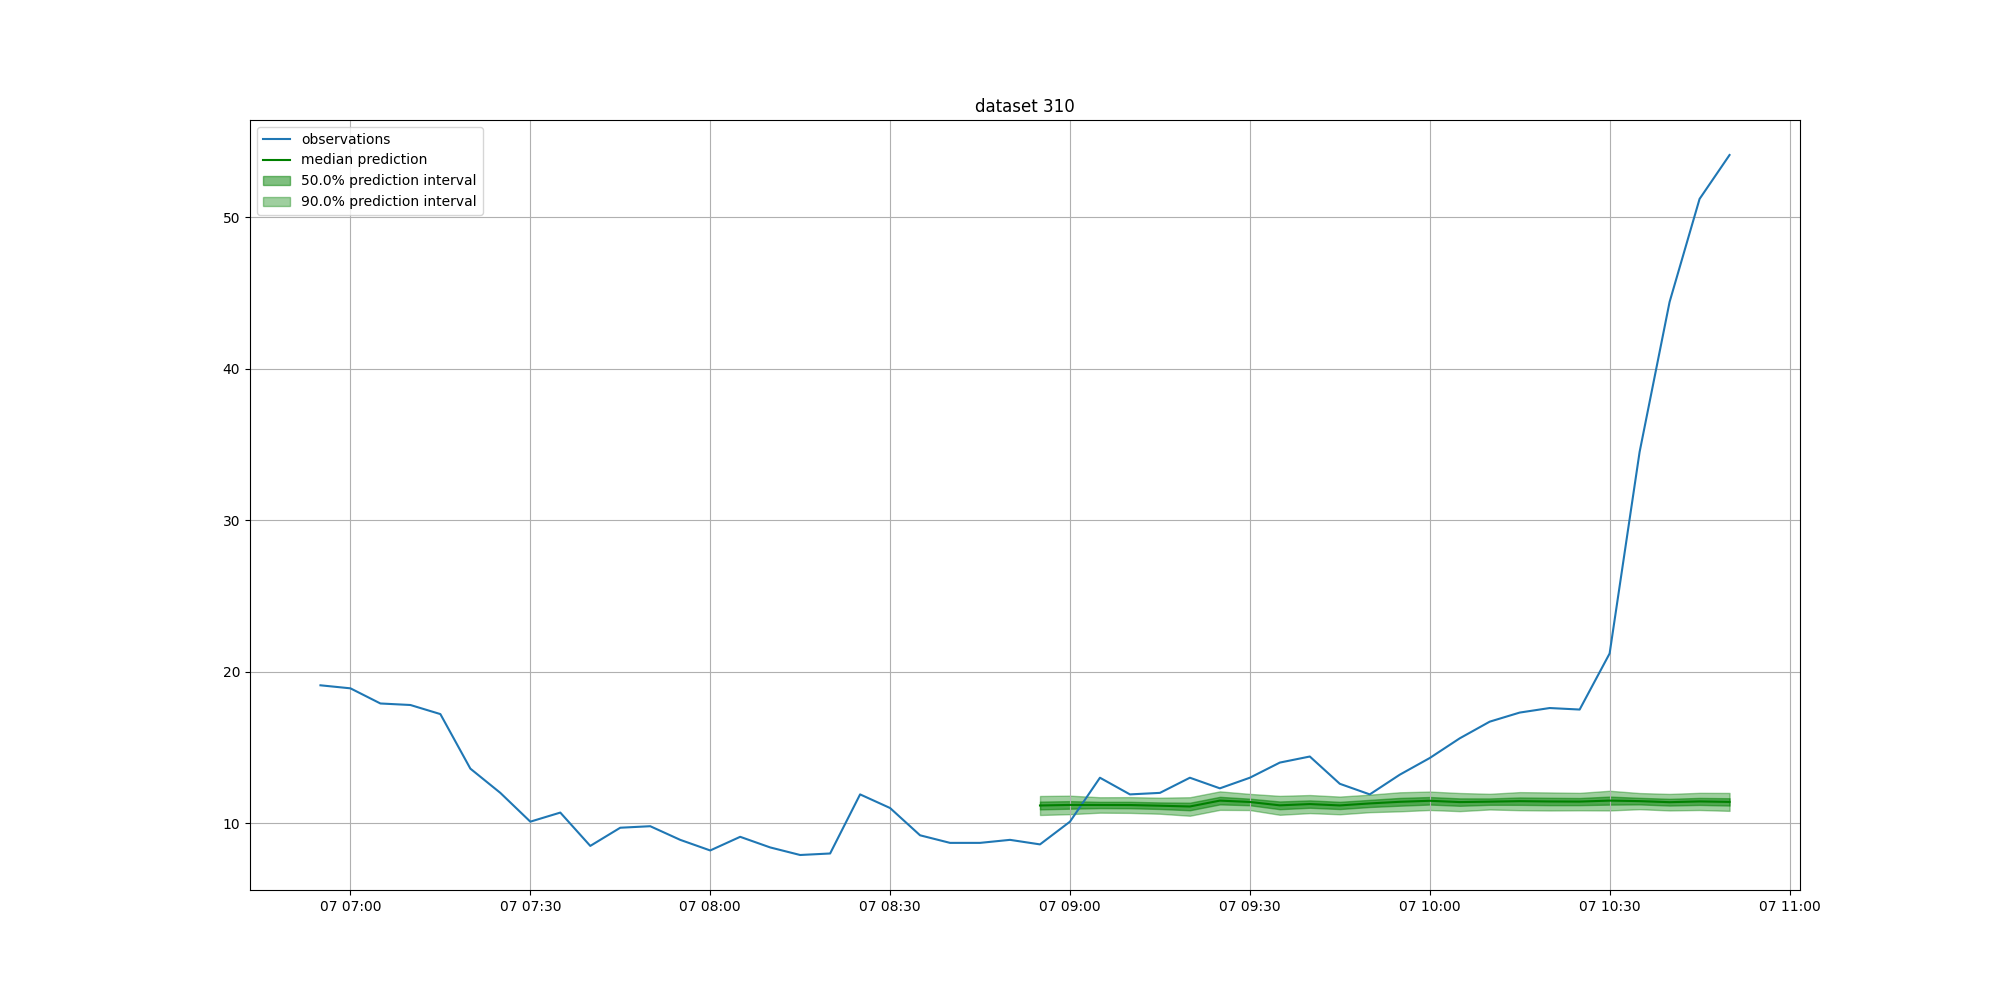 dataset 310
observations
median prediction
50.0% prediction interval
90.0% prediction interval
50
40
30
20
10
07 07:00 07 07:30 07 08:00 07 08:30 07 09:00 07 09:30 07 10:00 07 10:30 07 11:00